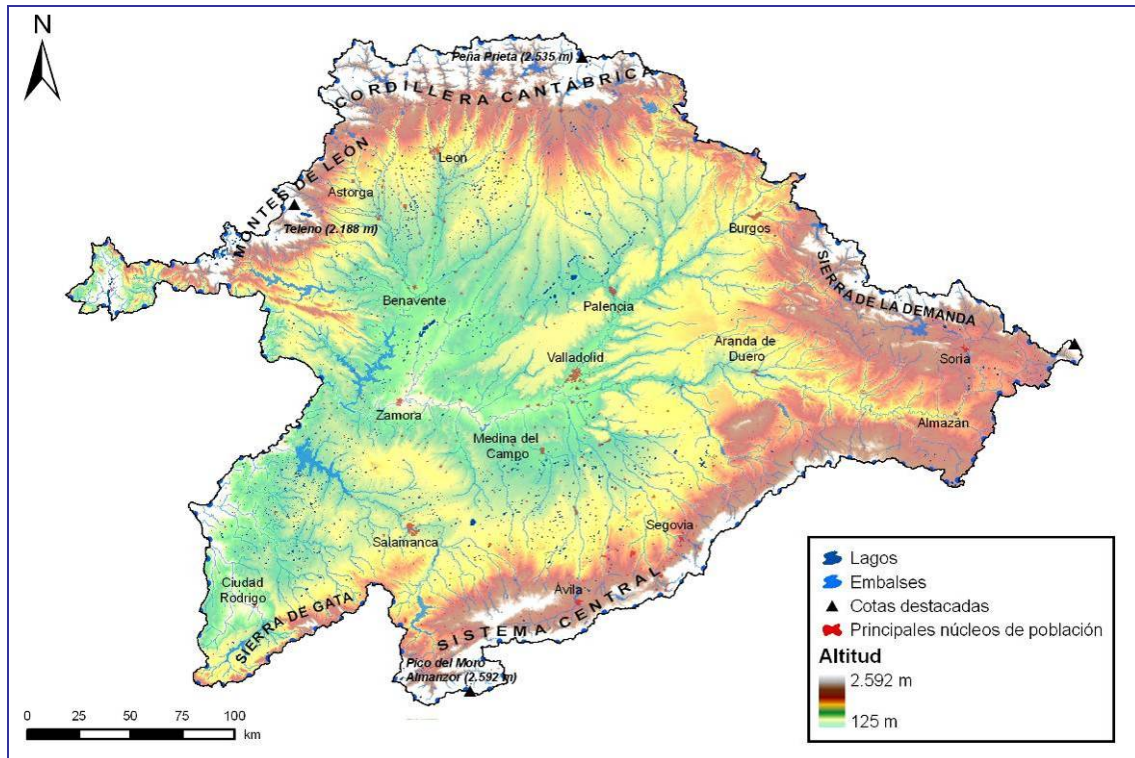 N
Peña Prieta (2.535 m)
CORDILLERA CANTÁBRICA
MONTES DE LEÓN
León
Astorga
Teleno (2.188 m)
Burgos
SIERRA DE LA DEMANDA
Benavente
Palencia
Valladolid
Aranda de
Duero
Soria
Zamora
Medina del
Campo
Almazán
Salamanca
Segovia
Ciudad
Rodrigo
SIERRA DE GATA
Ávila
SISTEMA CENTRAL
Pico del Moro
Almanzor (2.592 m)
Lagos
Embalses
Cotas destacadas
Principales núcleos de población
Altitud
2.592 m
125 m
0 25 50 75 100
km